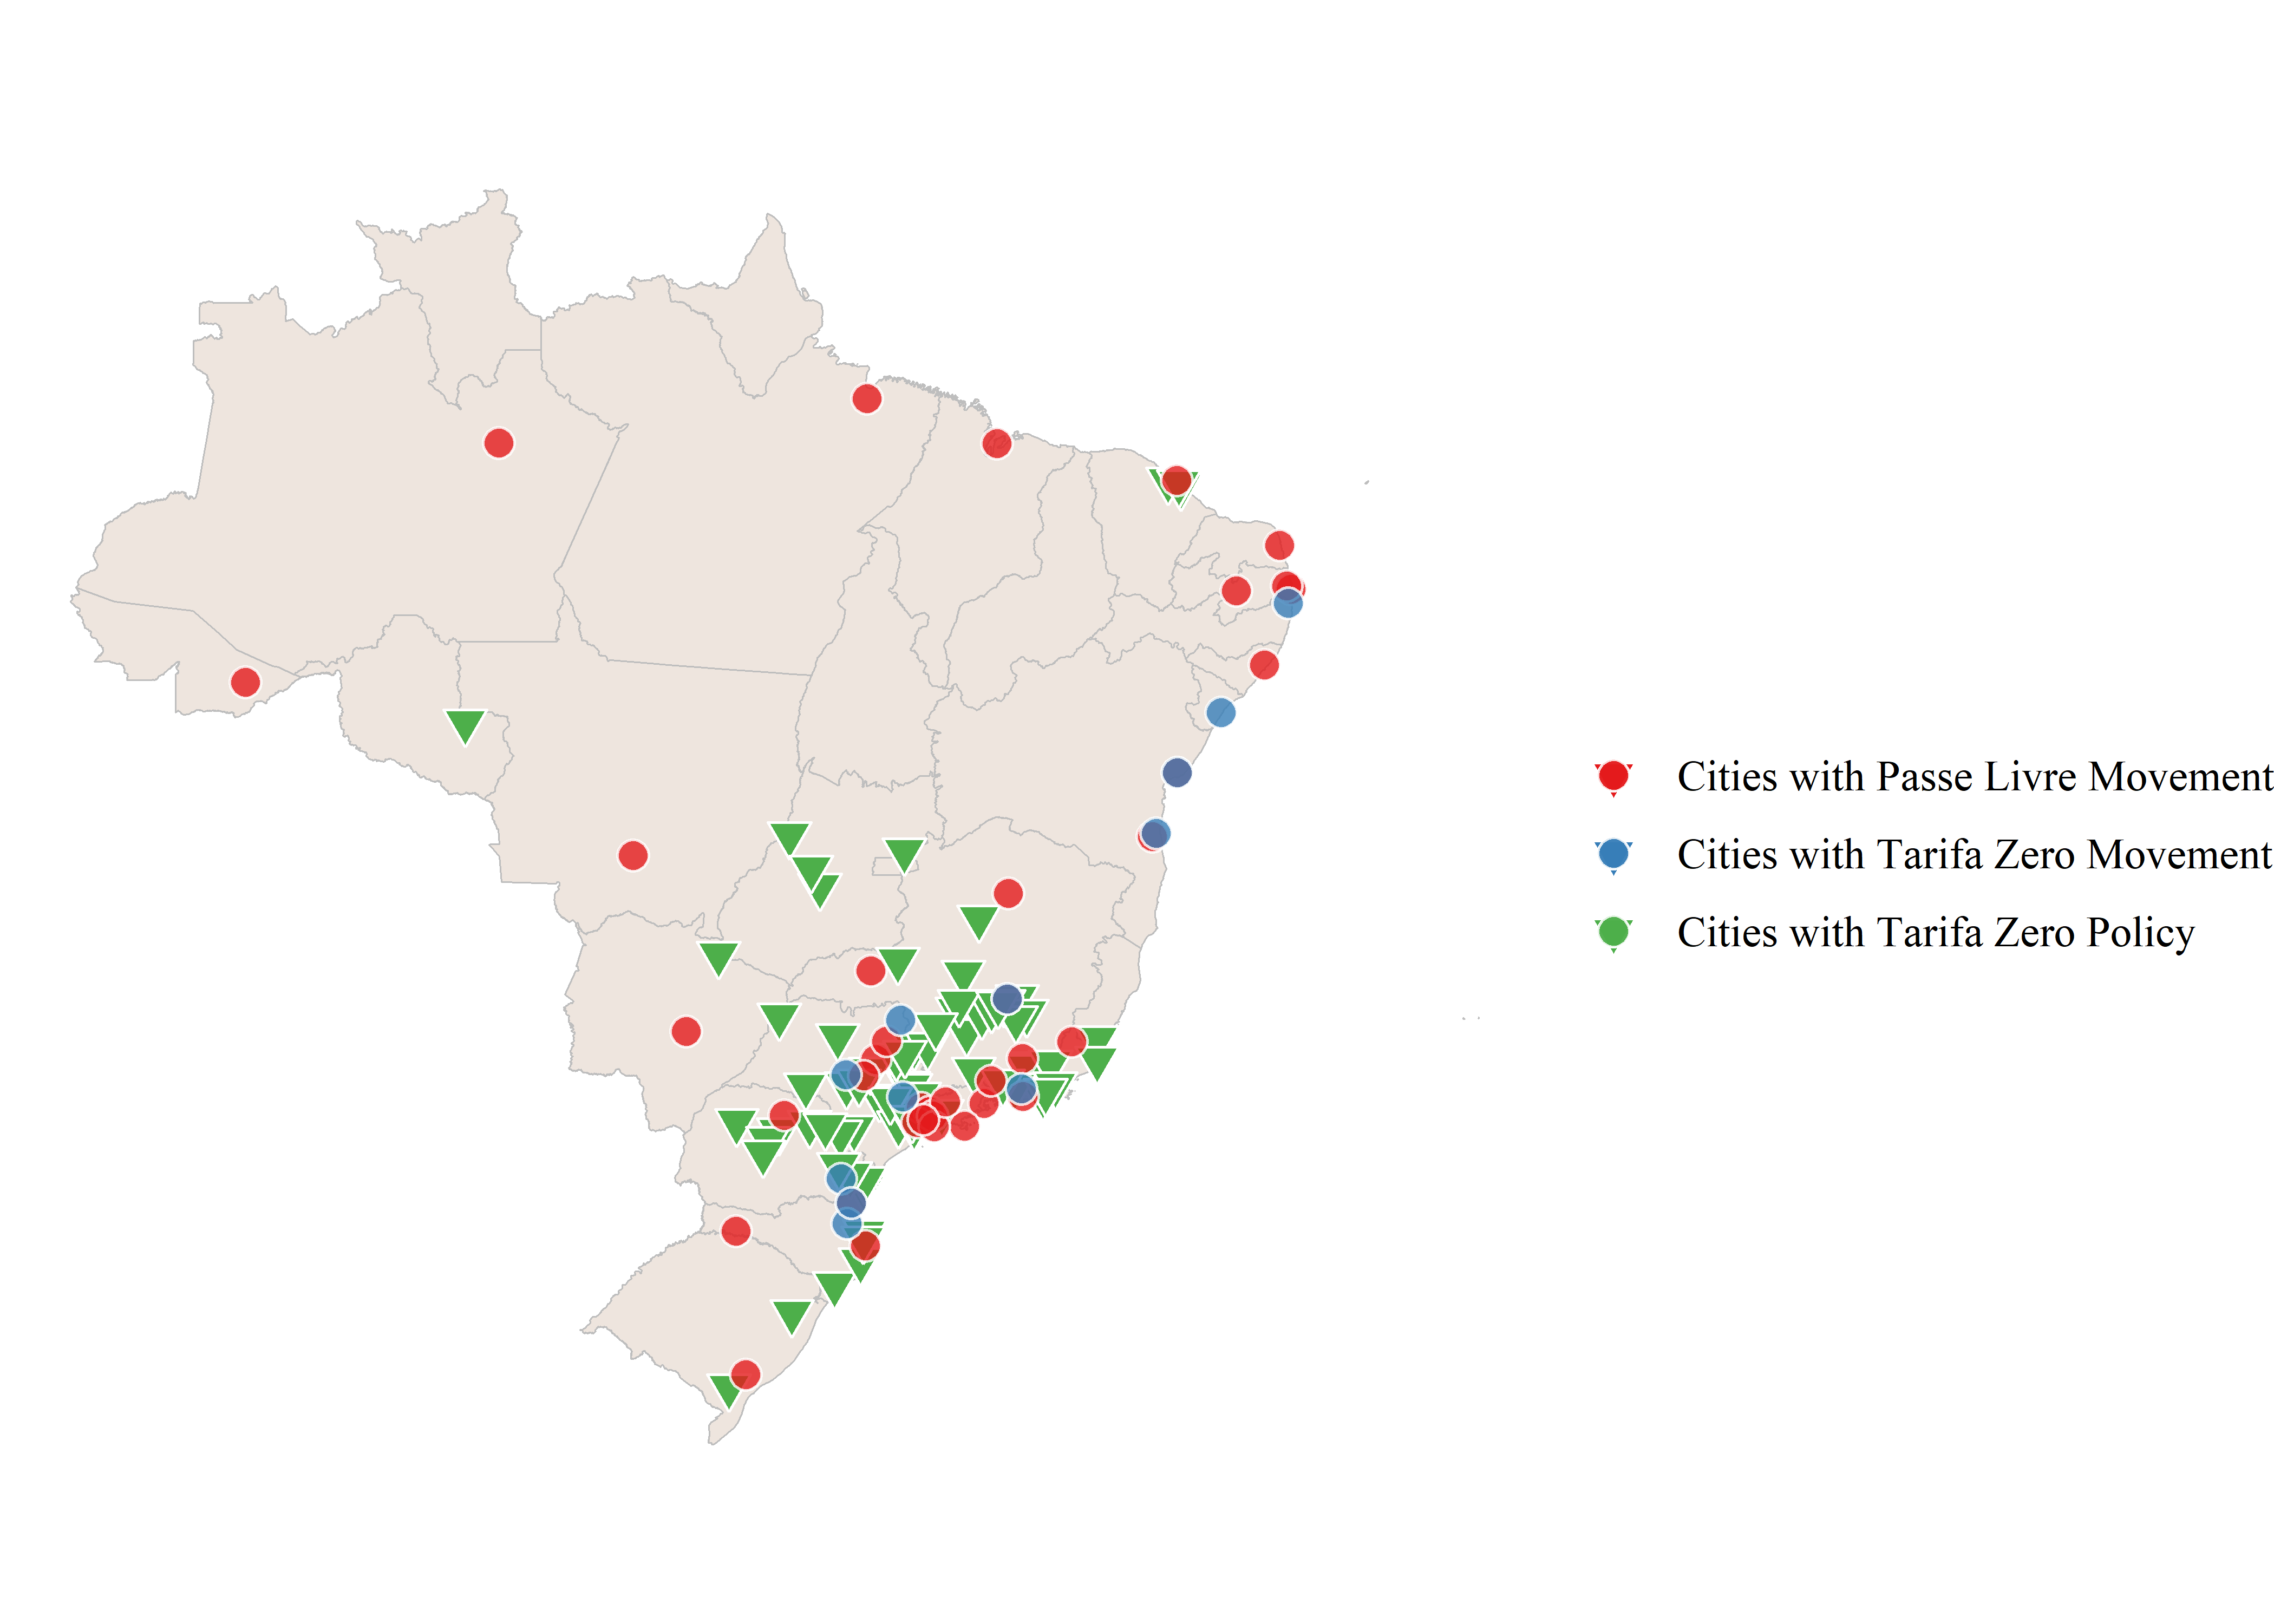 Cities with Passe Livre Movement
Cities with Tarifa Zero Movement
Cities with Tarifa Zero Policy